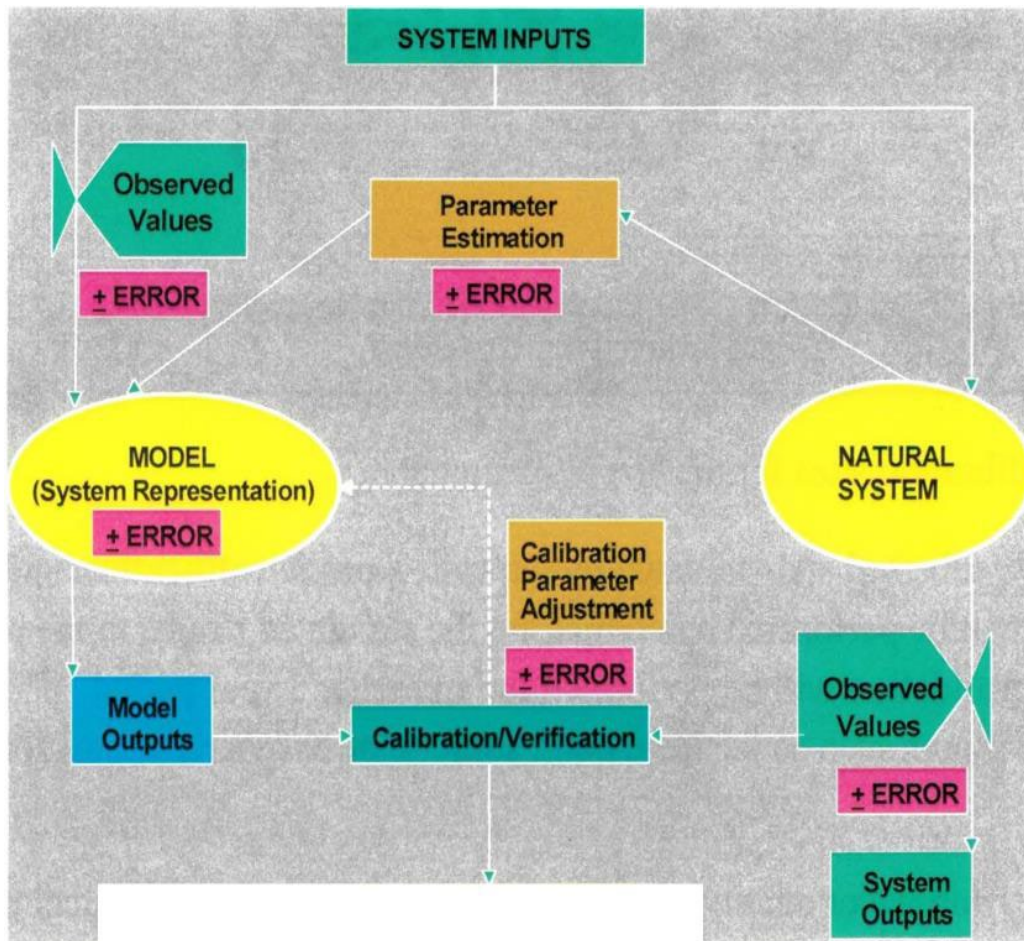 SYSTEM INPUTS
Observed
Values
± ERROR
Parameter
Estimation
± ERROR
MODEL
(System Representation)
± ERROR
NATURAL
SYSTEM
Calibration
Parameter
Adjustment
± ERROR
Model
Outputs
Calibration/Verification
Observed
Values
± ERROR
System
Outputs